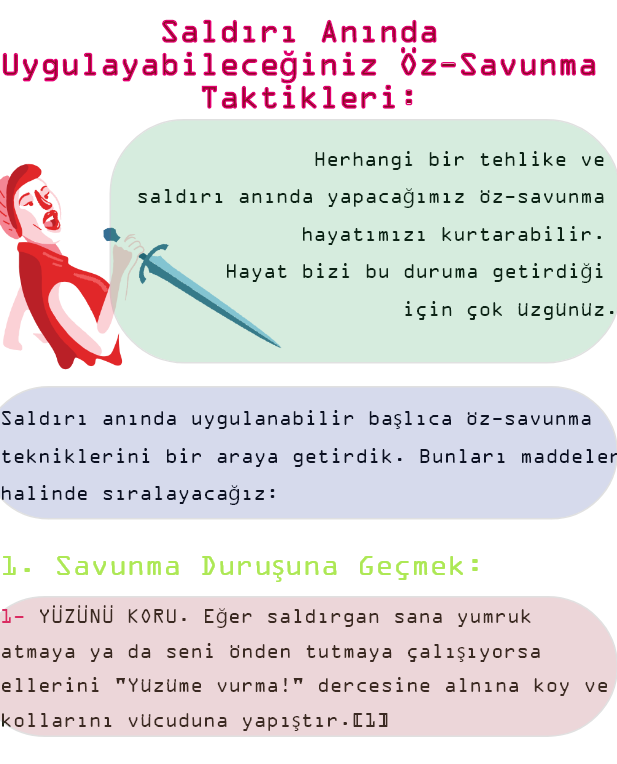 Saldırı Anında
Uygulayabileceğiniz Öz-Savunma
Taktikleri:
Herhangi bir tehlike ve
saldırı anında yapacağımız öz-savunma
hayatımızı kurtarabilir.
Hayat bizi bu duruma getirdiği
için çok üzgünüz.
Saldırı anında uygulanabilir başlıca öz-savunma
tekniklerini bir araya getirdik. Bunları maddeler
halinde sıralayacağız:
1. Savunma Duruşuna Geçmek:
1- YÜZÜNÜ KORU. Eğer saldırgan sana yumruk
atmaya ya da seni önden tutmaya çalışıyorsa
ellerini "Yüzüme vurma!" dercesine alnına koy ve
kollarını vücuduna yapıştır.[1]